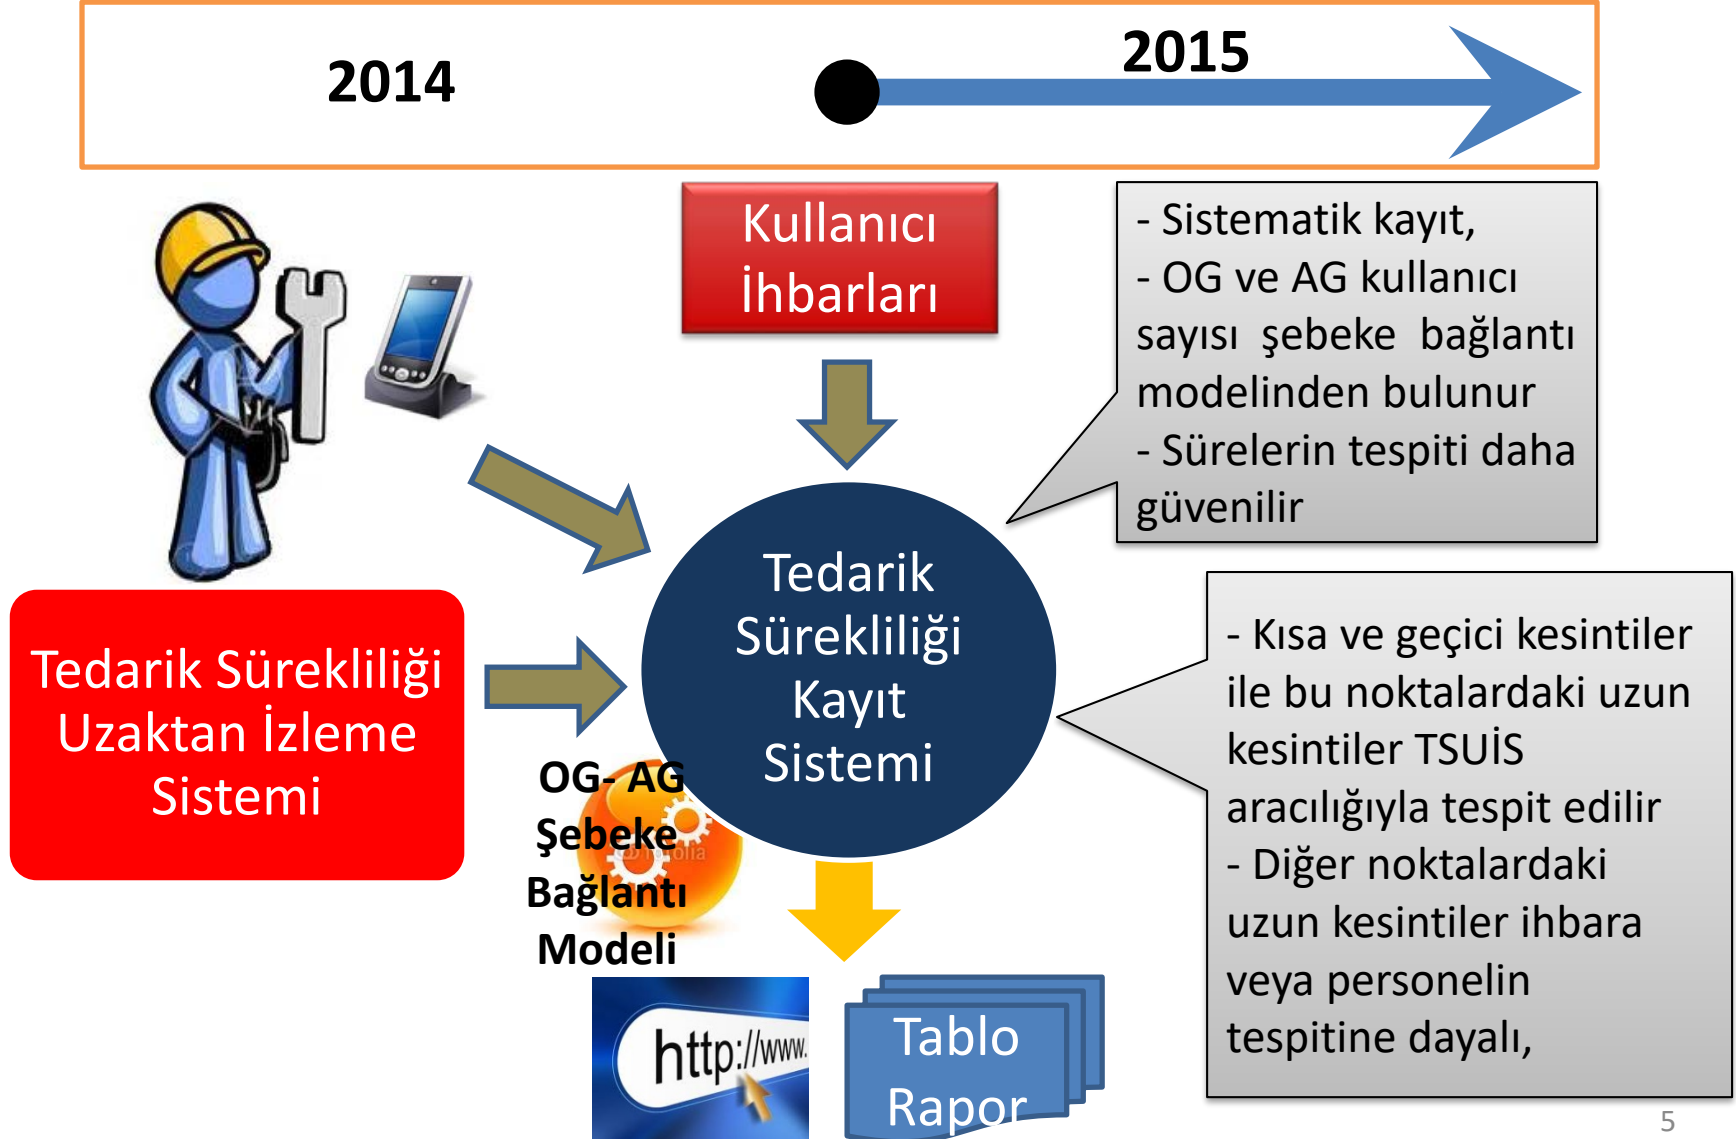 2014
2015
Kullanıcı
İhbarları
- Sistematik kayıt,
- OG ve AG kullanıcı
sayısı şebeke bağlantı
modelinden bulunur
- Sürelerin tespiti daha
güvenilir
Tedarik
Sürekliliği
Kayıt
Sistemi
Tedarik Sürekliliği
Uzaktan İzleme
Sistemi
- Kısa ve geçici kesintiler
ile bu noktalardaki uzun
kesintiler TSUİS
aracılığıyla tespit edilir
- Diğer noktalardaki
uzun kesintiler ihbara
veya personelin
tespitine dayalı,
OG- AG
Şebeke
Bağlantı
Modeli
http://www.
Tablo
Rapor
5